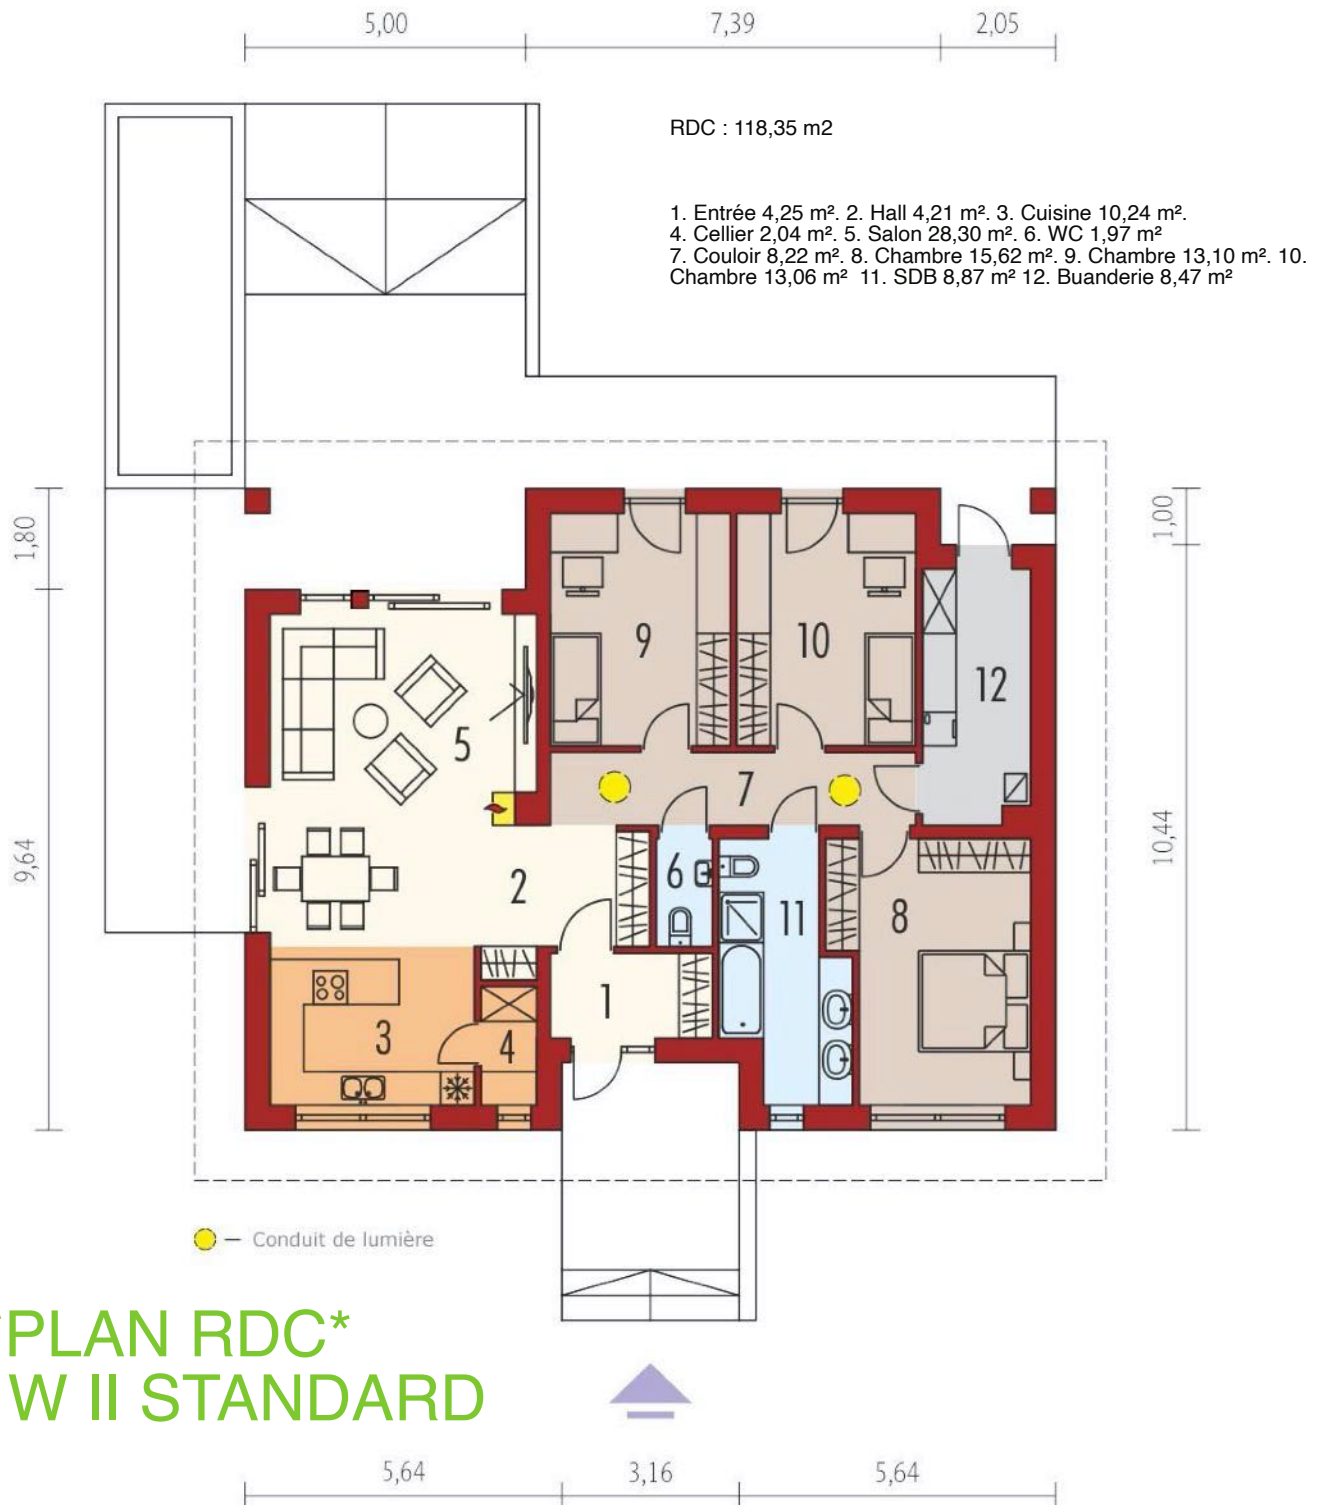 5,00 7,39 2,05
RDC : 118,35 m2
1. Entrée 4,25 m². 2. Hall 4,21 m². 3. Cuisine 10,24 m².
4. Cellier 2,04 m². 5. Salon 28,30 m². 6. WC 1,97 m²
7. Couloir 8,22 m². 8. Chambre 15,62 m². 9. Chambre 13,10 m². 10.
Chambre 13,06 m² 11. SDB 8,87 m² 12. Buanderie 8,47 m²
1,80
1,00
9
10
12
5
7
10,44
9,64
6
2
11
8
1
3
4
– Conduit de lumière
PLAN RDC*
W II STANDARD
5,64 3,16 5,64